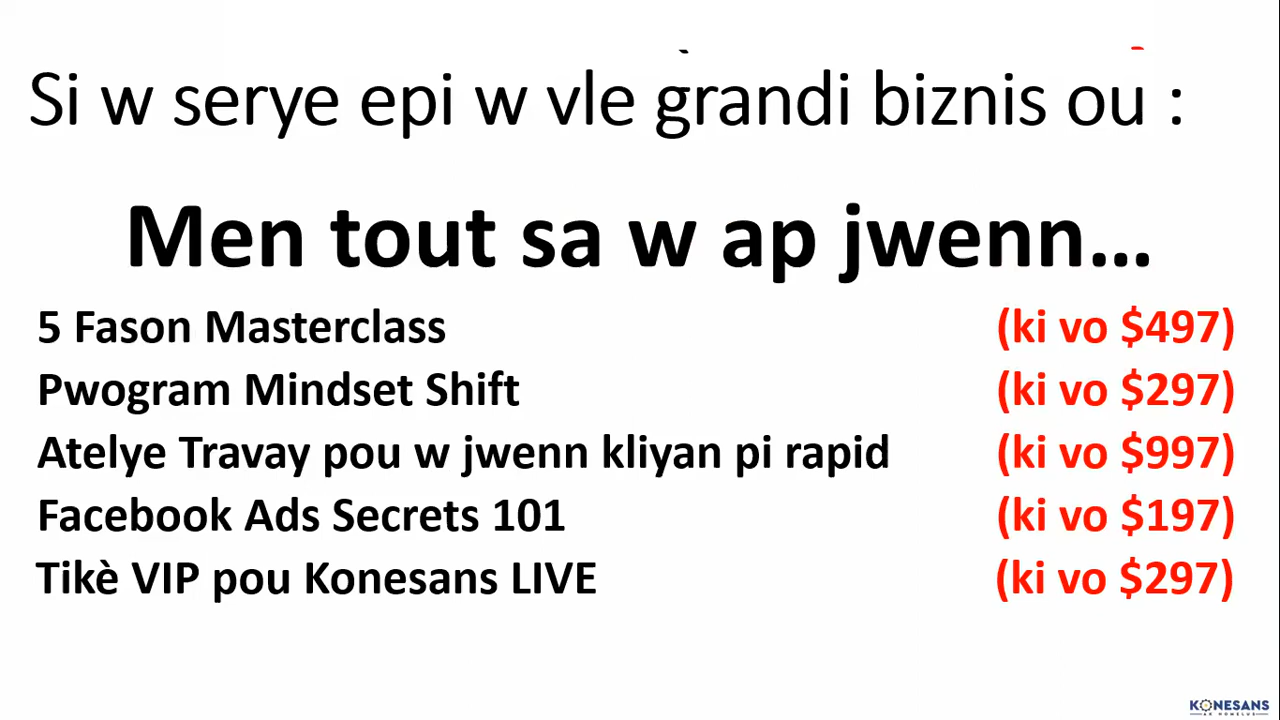 Si w serye epi w vle grandi biznis ou :
Men tout sa w ap jwenn...
5 Fason Masterclass (ki vo $497)
Pwogram Mindset Shift (ki vo $297)
Atelye Travay pou w jwenn kliyan pi rapid (ki vo $997)
Facebook Ads Secrets 101 (ki vo $197)
Tikè VIP pou Konesans LIVE (ki vo $297)
KONESANS